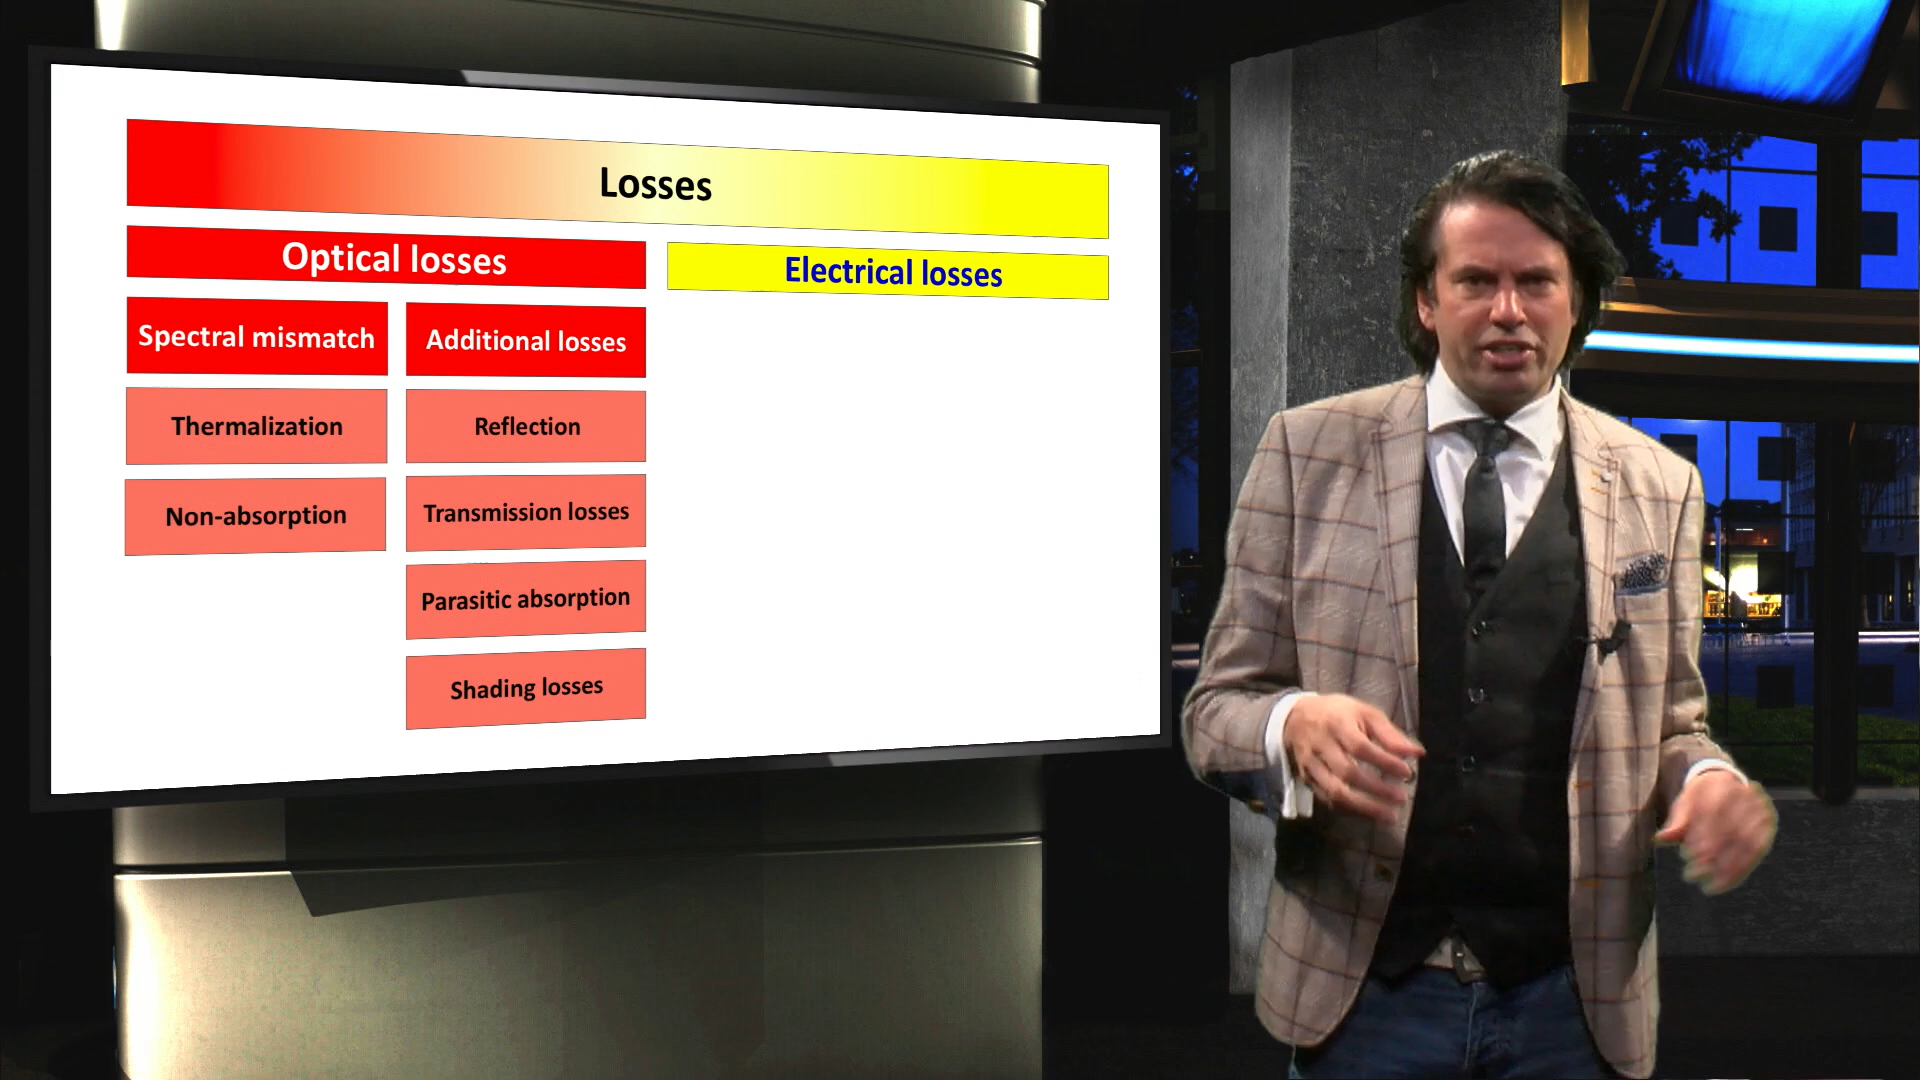 Losses
Optical losses
Electrical losses
Spectral mismatch
Additional losses
Thermalization
Reflection
Non-absorption
Transmission losses
Parasitic absorption
Shading losses